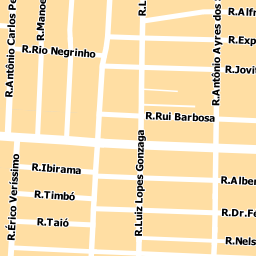 R.Antônio Carlos Pe
R.Mano
R.L
R.Alfr
R.Rio Negrinho
R.Exp
R.Jovit
R.Antônio Ayres dos
R.Rui Barbosa
R.Ibirama
R.Luiz Lopes Gonzaga
R.Alber
R.Timbó
R.Érico Veríssimo
R.Taió
R.Dr.Fe
R.Nels